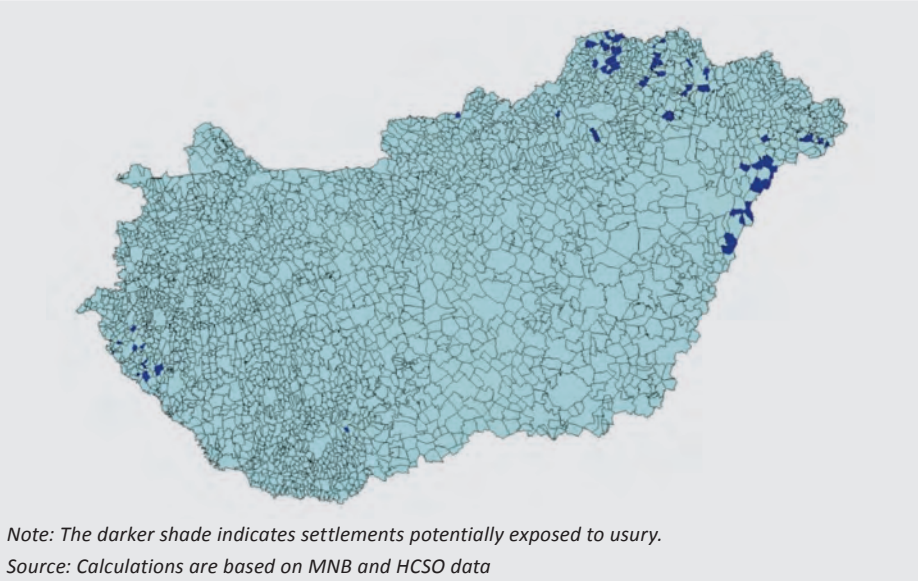 Note: The darker shade indicates settlements potentially exposed to usury.
Source: Calculations are based on MNB and HCSO data